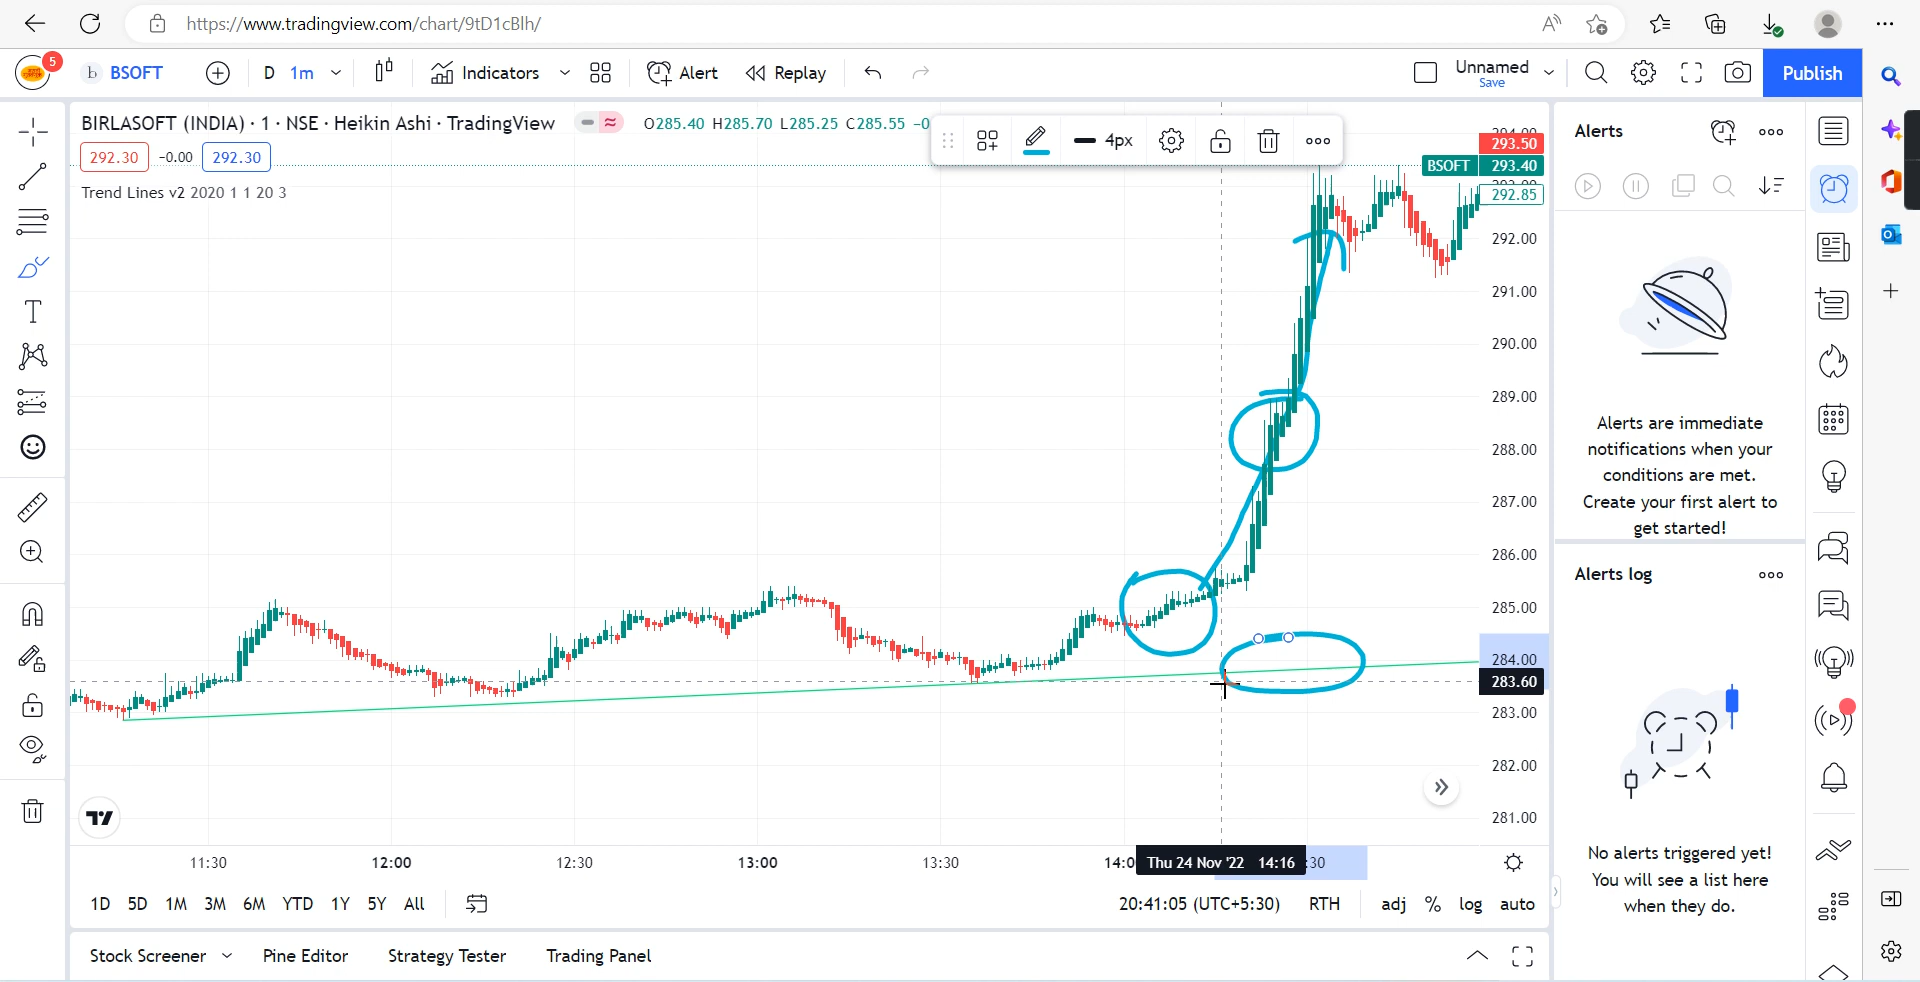 https://www.tradingview.com/chart/9tD1cBlh/
5
b BSOFT D 1m Indicators Alert Replay Unnamed Save Publish
BIRLASOFT (INDIA) · 1 · NSE · Heikin Ashi · TradingView O285.40 H285.70 L285.25 C285.55 -0
4px
292.30 -0.00 292.30
Trend Lines v2 2020 1 1 20 3
293.50
BSOFT 293.40
292.85
292.00
291.00
290.00
289.00
288.00
287.00
286.00
285.00
284.00
283.60
283.00
282.00
281.00
11:30 12:00 12:30 13:00 13:30 14:0 Thu 24 Nov '22 14:16 :30
1D 5D 1M 3M 6M YTD 1Y 5Y All 20:41:05 (UTC+5:30) RTH adj % log auto
Stock Screener Pine Editor Strategy Tester Trading Panel
Alerts
Alerts are immediate
notifications when your
conditions are met.
Create your first alert to
get started!
Alerts log
No alerts triggered yet!
You will see a list here
when they do.